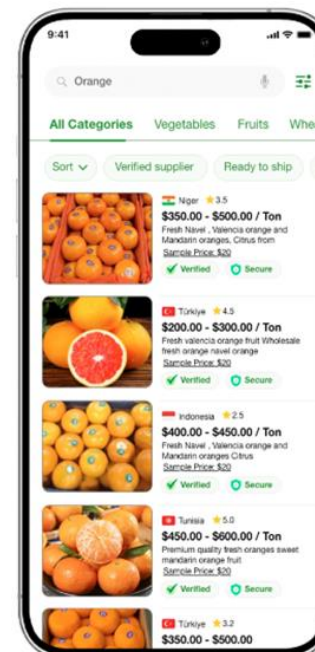 9:41
Orange
All Categories Vegetables Fruits Whe
Sort Verified supplier Ready to ship
Niger 3.5
$350.00 - $500.00 / Ton
Fresh Navel , Valencia orange and
Mandarin oranges, Citrus from
Sample Price: $20
Verified Secure
Türkiye 4.5
$200.00 - $300.00 / Ton
Fresh valencia orange fruit Wholesale
fresh orange navel orange
Sample Price: $20
Verified Secure
Indonesia 2.5
$400.00 - $450.00 / Ton
Fresh Navel , Valencia orange and
Mandarin oranges Citrus
Sample Price: $20
Verified Secure
Tunisia 5.0
$450.00 - $600.00 / Ton
Premium quality fresh oranges sweet
mandarin orange fruit
Sample Price: $20
Verified Secure
Türkiye 3.2
$350.00 - $500.00